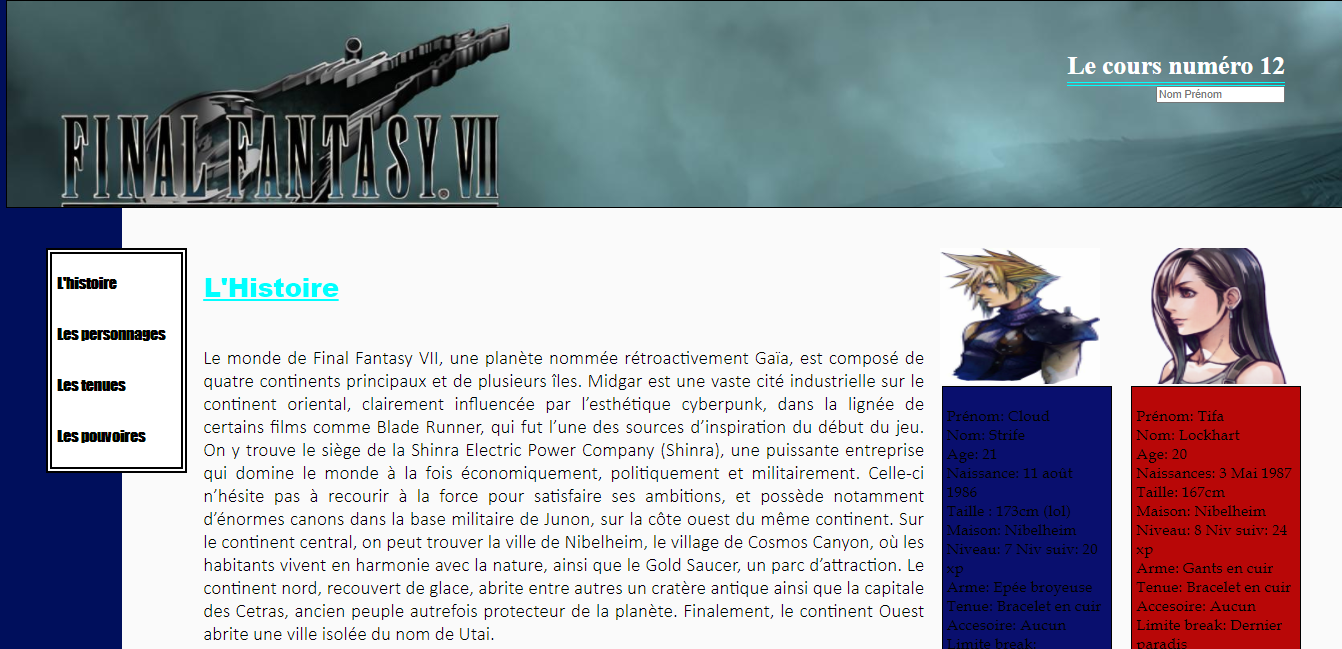 FINAL FANTASY VII
Le cours numéro 12
Nom Prénom
L'histoire
Les personnages
Les tenues
Les pouvoires
L'Histoire
Le monde de Final Fantasy VII, une planète nommée rétroactivement Gaïa, est composé de
quatre continents principaux et de plusieurs îles. Midgar est une vaste cité industrielle sur le
continent oriental, clairement influencée par l’esthétique cyberpunk, dans la lignée de
certains films comme Blade Runner, qui fut l’une des sources d’inspiration du début du jeu.
On y trouve le siège de la Shinra Electric Power Company (Shinra), une puissante entreprise
qui domine le monde à la fois économiquement, politiquement et militairement. Celle-ci
n’hésite pas à recourir à la force pour satisfaire ses ambitions, et possède notamment
d’énormes canons dans la base militaire de Junon, sur la côte ouest du même continent. Sur
le continent central, on peut trouver la ville de Nibelheim, le village de Cosmos Canyon, où les
habitants vivent en harmonie avec la nature, ainsi que le Gold Saucer, un parc d’attraction. Le
continent nord, recouvert de glace, abrite entre autres un cratère antique ainsi que la capitale
des Cetras, ancien peuple autrefois protecteur de la planète. Finalement, le continent Ouest
abrite une ville isolée du nom de Utai.
Prénom: Cloud
Nom: Strife
Age: 21
Naissance: 11 août
1986
Taille : 173cm (lol)
Maison: Nibelheim
Niveau: 7 Niv suiv: 20
xp
Arme: Epée broyeuse
Tenue: Bracelet en cuir
Accesoire: Aucun
Limite break:
Prénom: Tifa
Nom: Lockhart
Age: 20
Naissances: 3 Mai 1987
Taille: 167cm
Maison: Nibelheim
Niveau: 8 Niv suiv: 24
xp
Arme: Gants en cuir
Tenue: Bracelet en cuir
Accesoire: Aucun
Limite break: Dernier
paradis